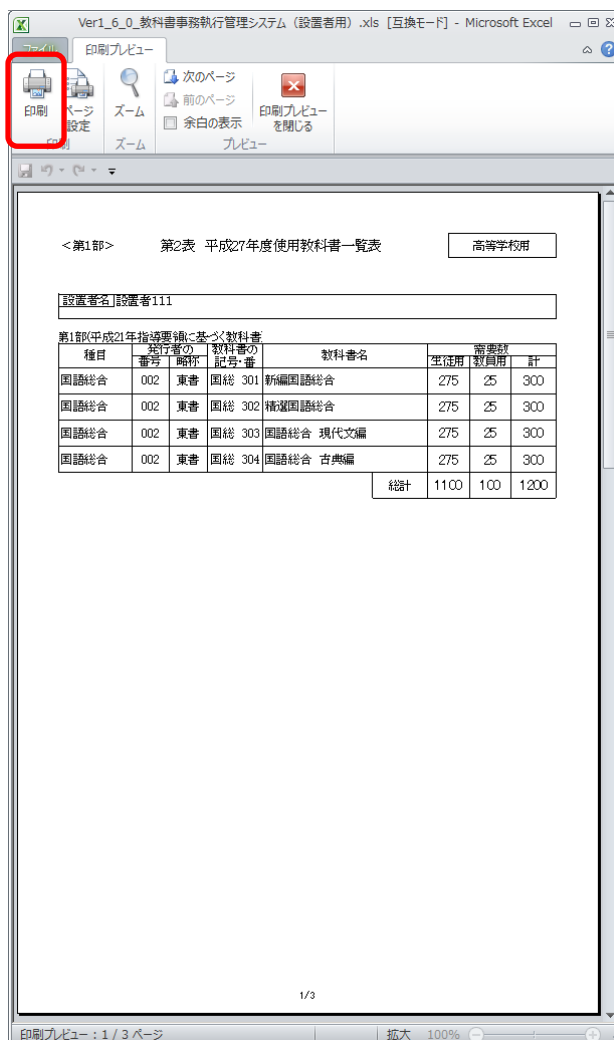 Ver1_6_0_教科書事務執行管理システム（設置者用）.xls [互換モード] - Microsoft Excel
ファイル 印刷プレビュー
印刷 ページ設定 ズーム 次のページ 前のページ 余白の表示 印刷プレビューを閉じる
印刷 ズーム プレビュー
<第1部> 第2表 平成27年度使用教科書一覧表 高等学校用
設置者名 設置者111
第1部(平成21年指導要領に基づく教科書
種目 発行者の 教科書の 教科書名 需要数
番号 略称 記号・番 生徒用 教員用 計
国語総合 002 東書 国総 301 新編国語総合 275 25 300
国語総合 002 東書 国総 302 精選国語総合 275 25 300
国語総合 002 東書 国総 303 国語総合 現代文編 275 25 300
国語総合 002 東書 国総 304 国語総合 古典編 275 25 300
総計 1100 100 1200
1/3
印刷プレビュー : 1 / 3 ページ 拡大 100%